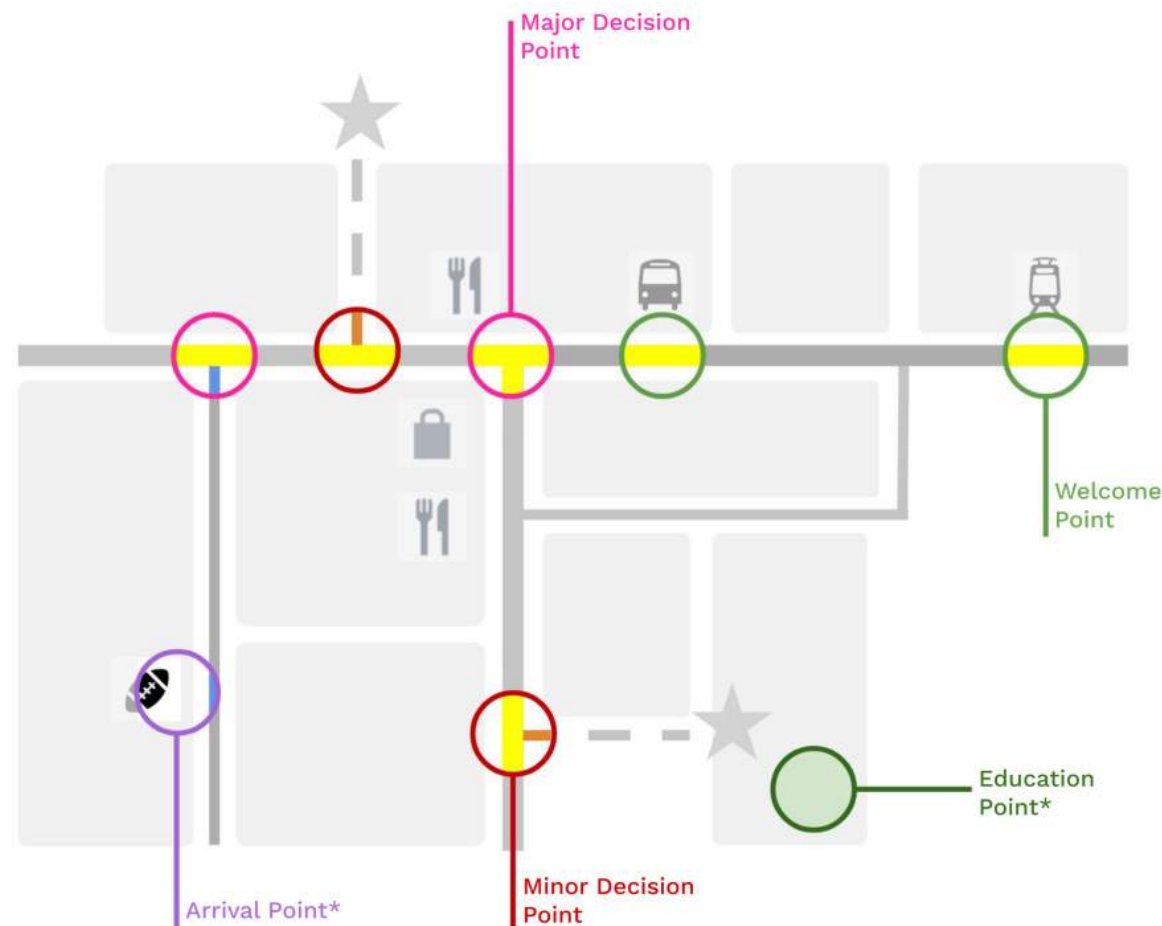 Major Decision
Point
Welcome
Point
Education
Point*
Minor Decision
Point
Arrival Point*